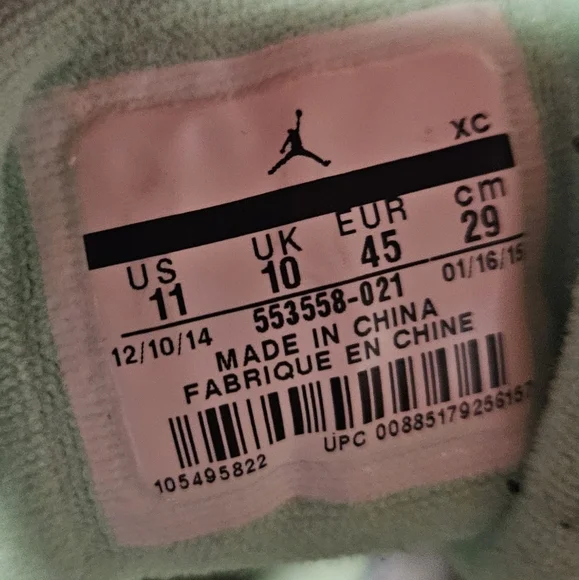 XC
US UK EUR cm
11 10 45 29
12/10/14 553558-021 01/16/15
MADE IN CHINA
FABRIQUE EN CHINE
105495822 UPC